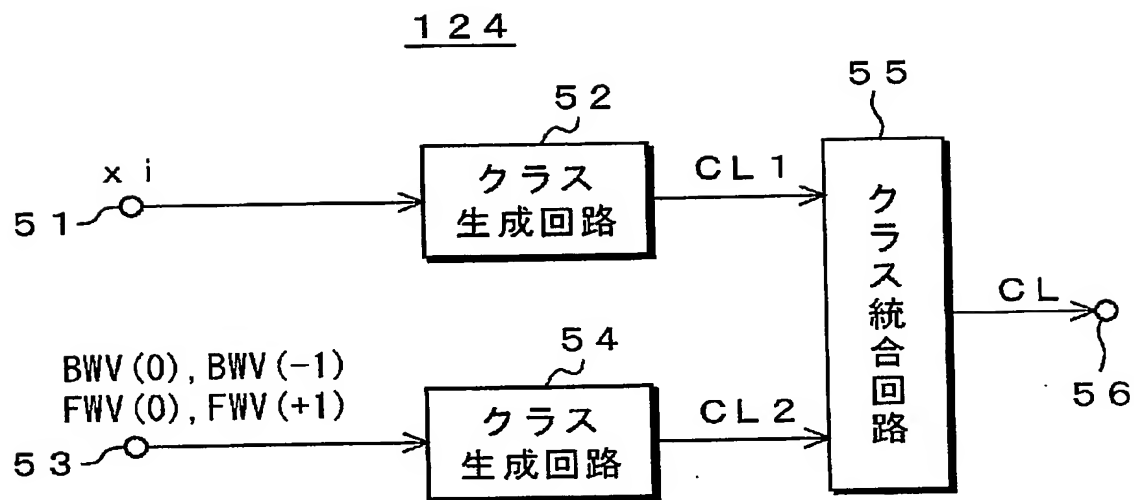 124
55
52
x i
クラス
生成回路
CL1
51
クラス統合回路
CL
56
54
BWV(0), BWV(-1)
FWV(0), FWV(+1)
クラス
生成回路
CL2
53